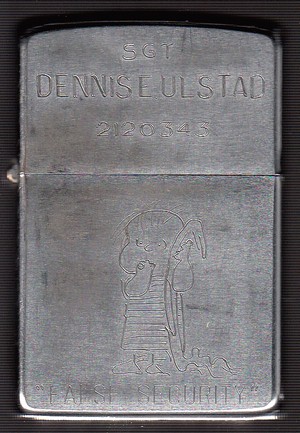 SGT
DENNIS E ULSTAD
2120343
"FALSE SECURITY"